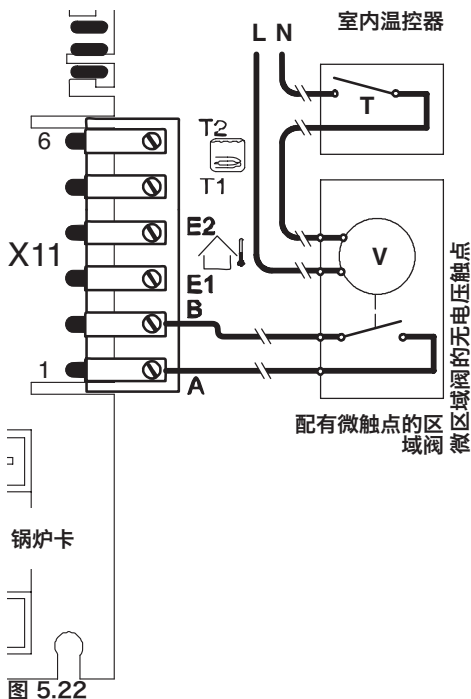 室内温控器
L N
T
6
T2
T1
X11
E2
E1
B
V
1
A
微区域阀的无电压触点
配有微触点的区
域阀
锅炉卡
图 5.22